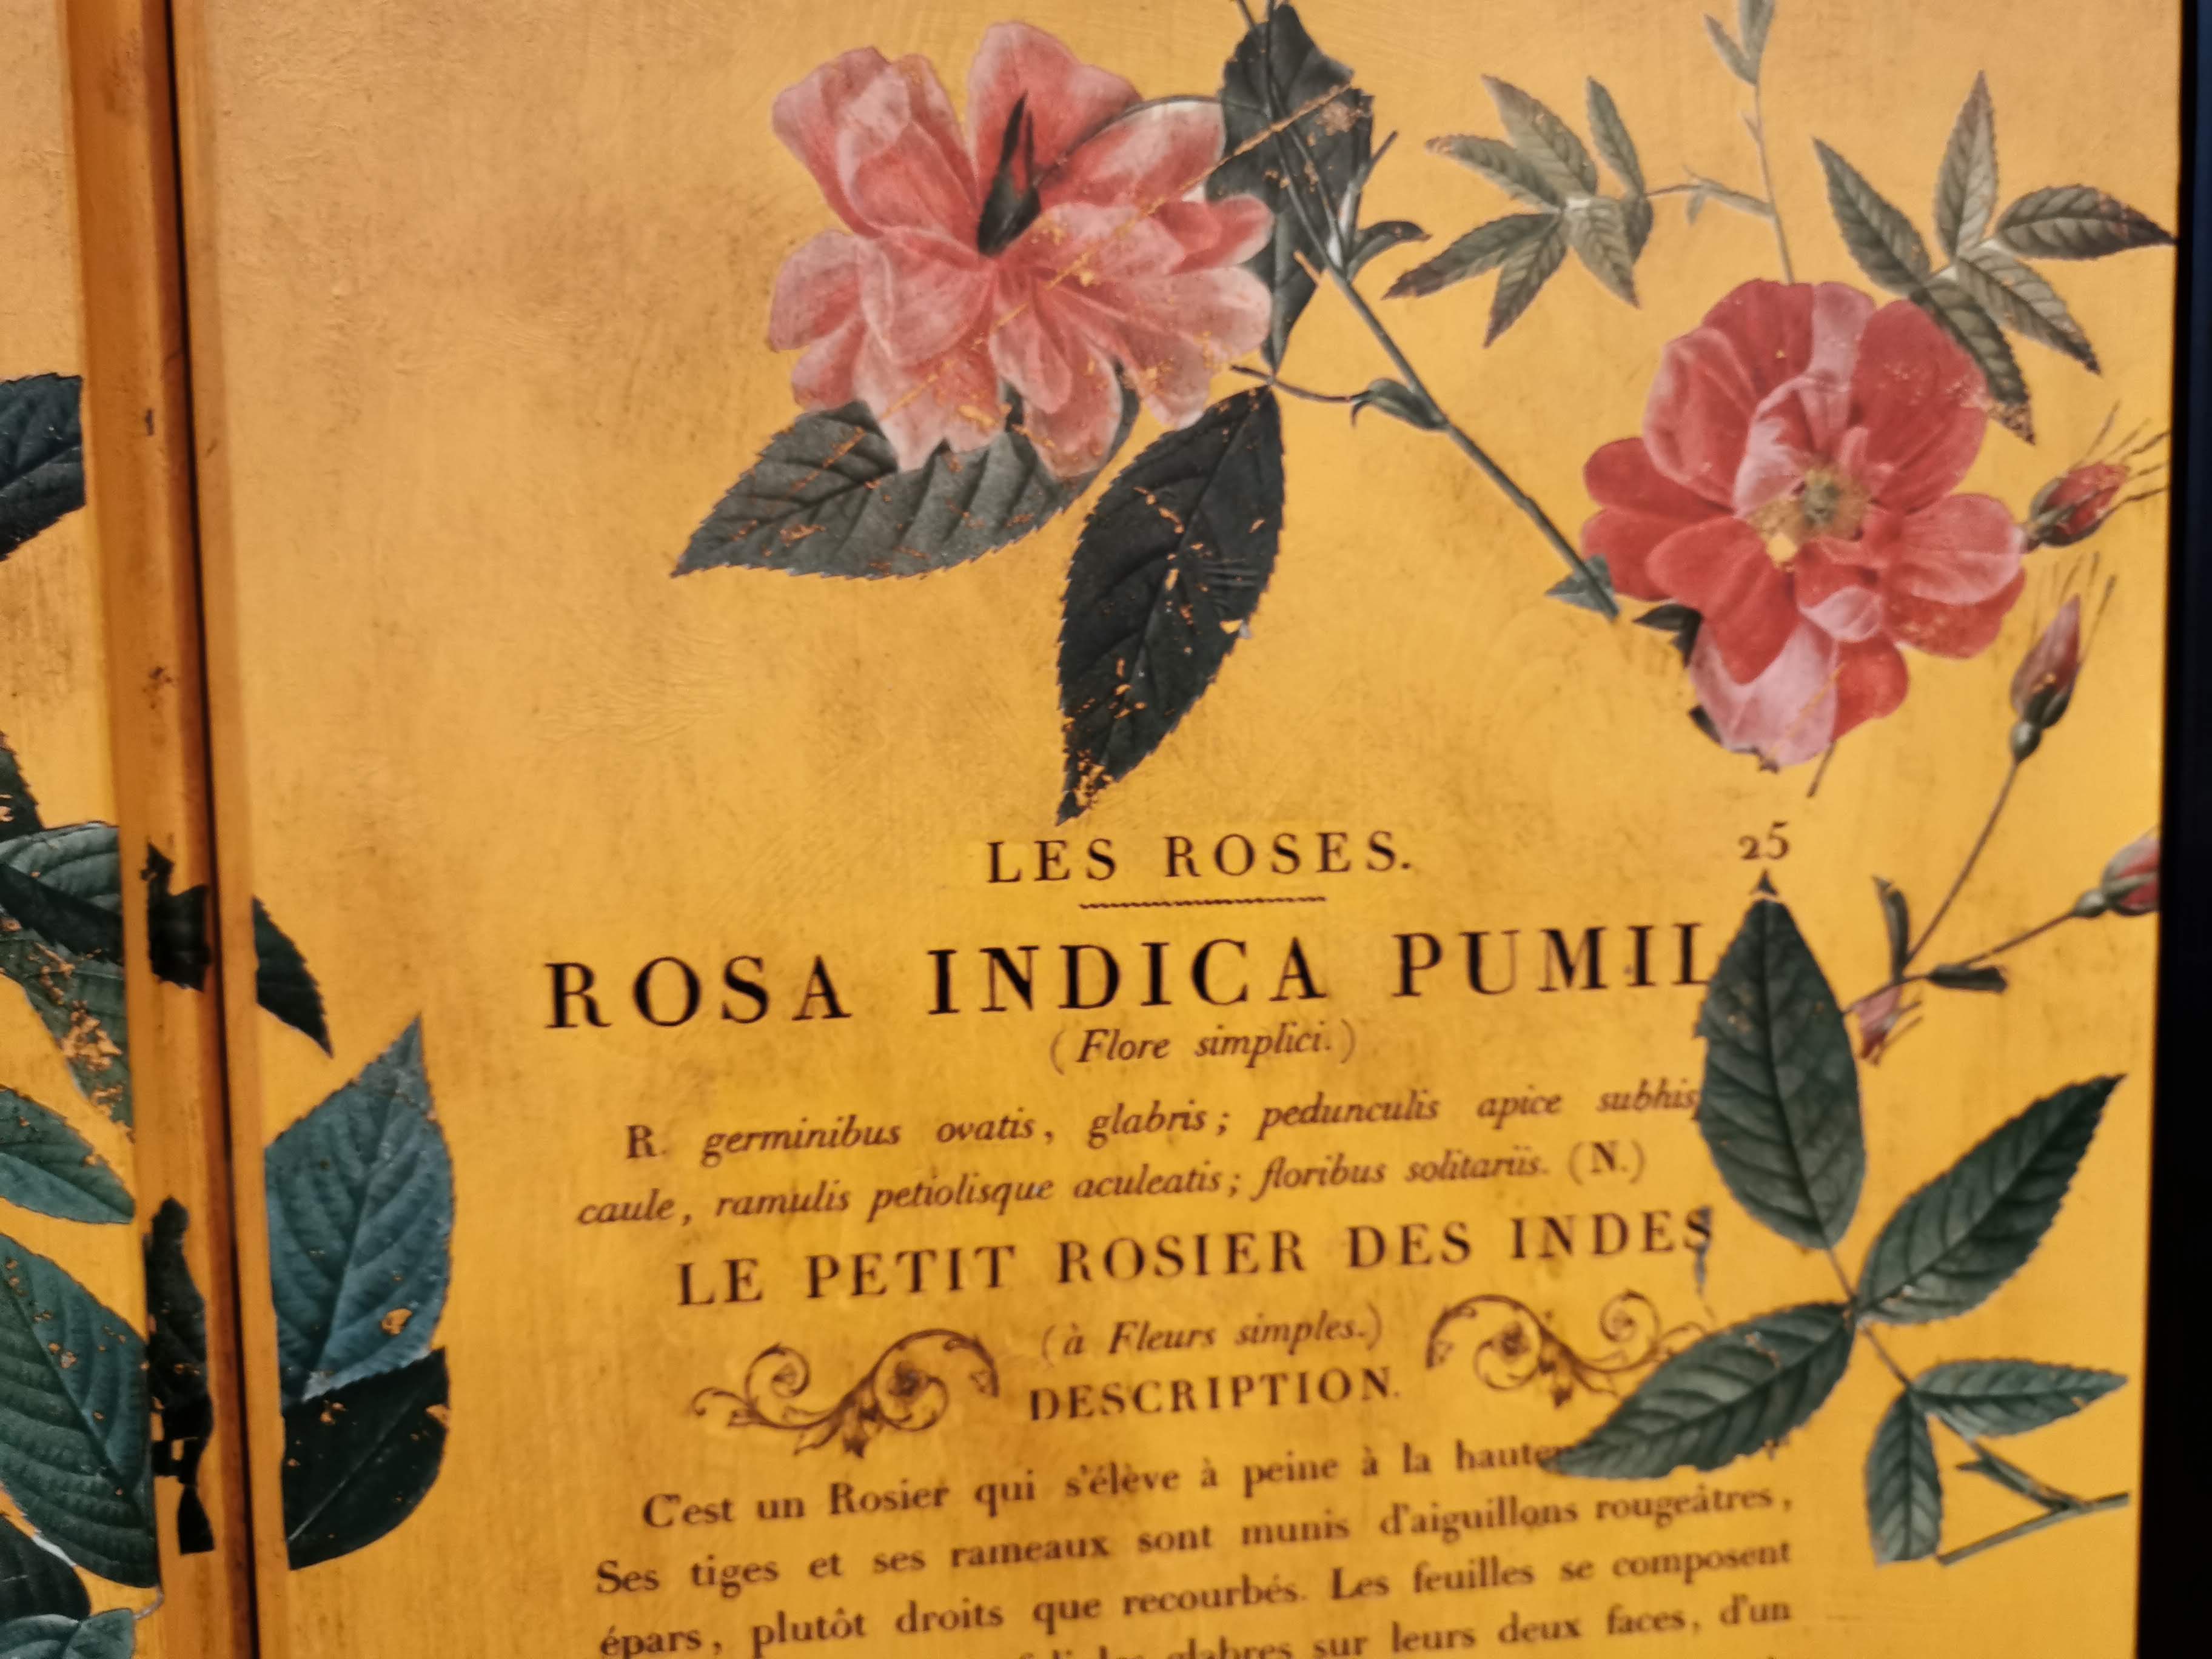 LES ROSES. 25
ROSA INDICA PUMIL
(Flore simplici.)
R. germinibus ovatis, glabris; pedunculis apice subhis
caule, ramulis petiolisque aculeatis; floribus solitariis. (N.)
LE PETIT ROSIER DES INDES
(à Fleurs simples.)
DESCRIPTION.
C'est un Rosier qui s'élève à peine à la
Ses tiges et ses rameaux sont munis d'aiguillons rougeâtres,
épars, plutôt droits que recourbés. Les feuilles se composent
glabres sur leurs deux faces, d'un